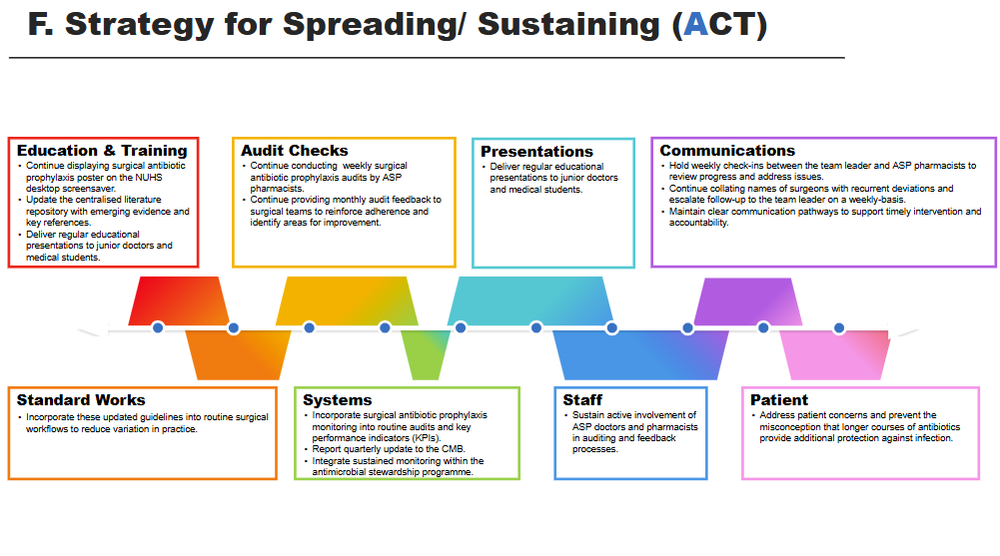 F. Strategy for Spreading/ Sustaining (ACT)
Education & Training
• Continue displaying surgical antibiotic
prophylaxis poster on the NUHS
desktop screensaver.
• Update the centralised literature
repository with emerging evidence and
key references.
• Deliver regular educational
presentations to junior doctors and
medical students.
Audit Checks
• Continue conducting weekly surgical
antibiotic prophylaxis audits by ASP
pharmacists.
• Continue providing monthly audit feedback to
surgical teams to reinforce adherence and
identify areas for improvement.
Presentations
• Deliver regular educational
presentations to junior doctors
and medical students.
Communications
• Hold weekly check-ins between the team leader and ASP pharmacists to
review progress and address issues.
• Continue collating names of surgeons with recurrent deviations and
escalate follow-up to the team leader on a weekly-basis.
• Maintain clear communication pathways to support timely intervention and
accountability.
Standard Works
• Incorporate these updated guidelines into routine surgical
workflows to reduce variation in practice.
Systems
• Incorporate surgical antibiotic prophylaxis
monitoring into routine audits and key
performance indicators (KPIs).
• Report quarterly update to the CMB.
• Integrate sustained monitoring within the
antimicrobial stewardship programme.
Staff
• Sustain active involvement of
ASP doctors and pharmacists
in auditing and feedback
processes.
Patient
• Address patient concerns and prevent the
misconception that longer courses of antibiotics
provide additional protection against infection.